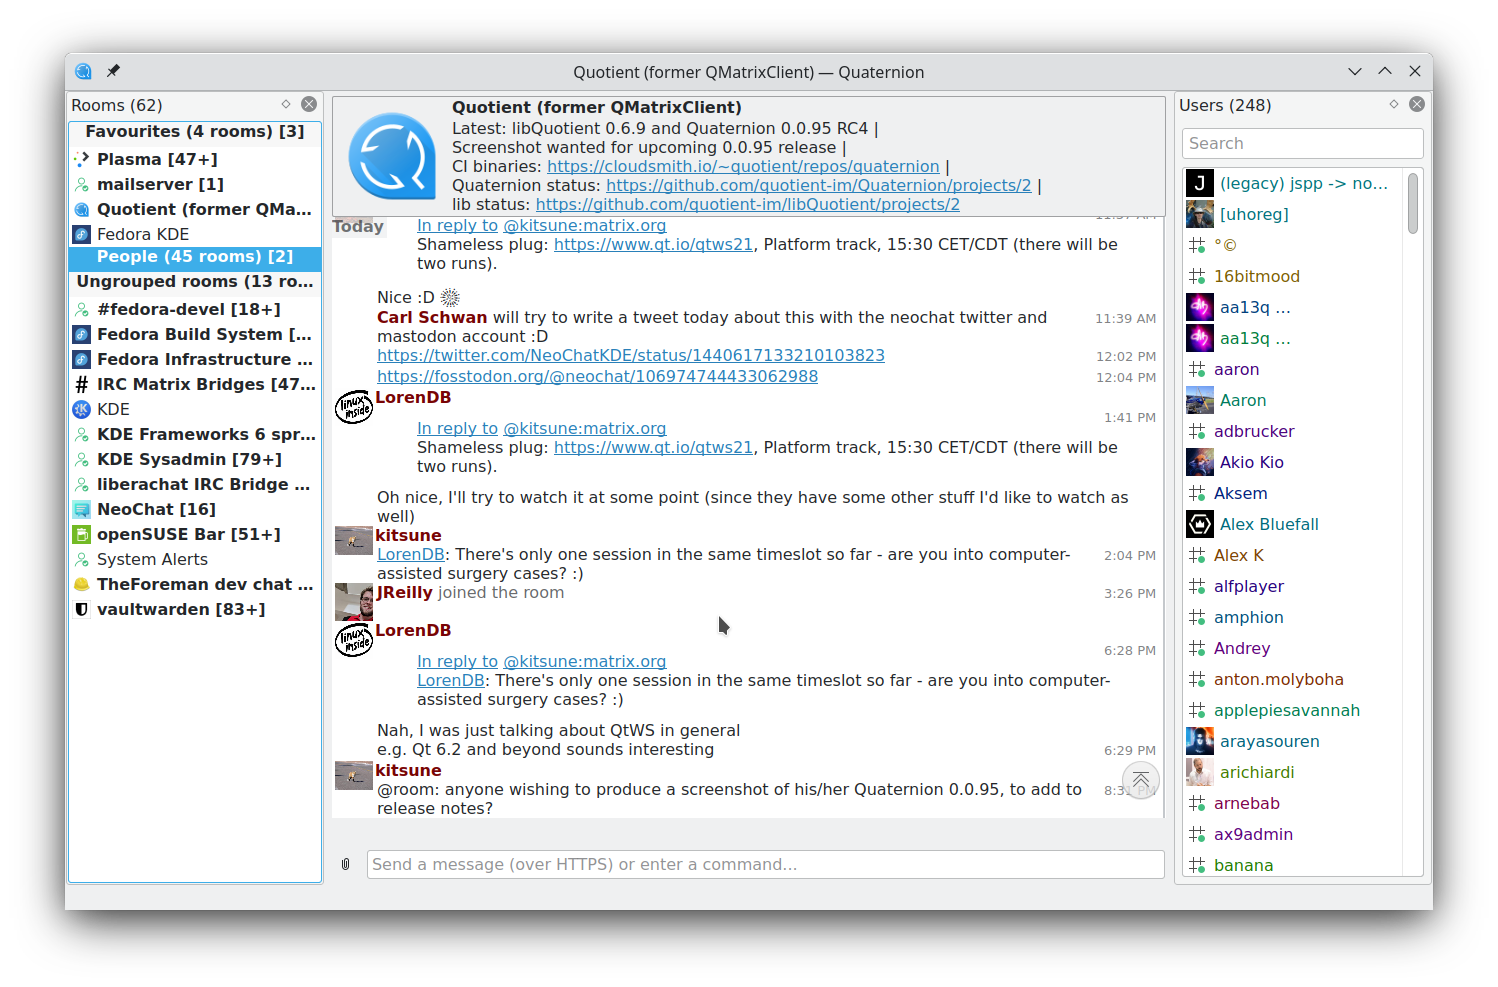 Quotient (former QMatrixClient) — Quaternion
Rooms (62)
Favourites (4 rooms) [3]
Plasma [47+]
mailserver [1]
Quotient (former QMa...
Fedora KDE
People (45 rooms) [2]
Ungrouped rooms (13 ro...
#fedora-devel [18+]
Fedora Build System [...
Fedora Infrastructure ...
IRC Matrix Bridges [47...
KDE
KDE Frameworks 6 spr...
KDE Sysadmin [79+]
liberachat IRC Bridge ...
NeoChat [16]
openSUSE Bar [51+]
System Alerts
TheForeman dev chat ...
vaultwarden [83+]
Quotient (former QMatrixClient)
Latest: libQuotient 0.6.9 and Quaternion 0.0.95 RC4 |
Screenshot wanted for upcoming 0.0.95 release |
CI binaries: https://cloudsmith.io/~quotient/repos/quaternion |
Quaternion status: https://github.com/quotient-im/Quaternion/projects/2 |
lib status: https://github.com/quotient-im/libQuotient/projects/2
Today
In reply to @kitsune:matrix.org
Shameless plug: https://www.qt.io/qtws21, Platform track, 15:30 CET/CDT (there will be
two runs).
Nice :D
Carl Schwan will try to write a tweet today about this with the neochat twitter and 11:39 AM
mastodon account :D
https://twitter.com/NeoChatKDE/status/1440617133210103823 12:02 PM
https://fosstodon.org/@neochat/106974744433062988 12:04 PM
linux inside
LorenDB
1:41 PM
In reply to @kitsune:matrix.org
Shameless plug: https://www.qt.io/qtws21, Platform track, 15:30 CET/CDT (there will be
two runs).
Oh nice, I'll try to watch it at some point (since they have some other stuff I'd like to watch as
well)
kitsune
LorenDB: There's only one session in the same timeslot so far - are you into computer- 2:04 PM
assisted surgery cases? :)
JReilly joined the room 3:26 PM
linux inside
LorenDB
6:28 PM
In reply to @kitsune:matrix.org
LorenDB: There's only one session in the same timeslot so far - are you into computer-
assisted surgery cases? :)
Nah, I was just talking about QtWS in general
e.g. Qt 6.2 and beyond sounds interesting 6:29 PM
kitsune
@room: anyone wishing to produce a screenshot of his/her Quaternion 0.0.95, to add to
release notes?
Send a message (over HTTPS) or enter a command...
Users (248)
Search
J
(legacy) jspp -> no...
[uhoreg]
°©
16bitmood
aa13q ...
aa13q ...
aaron
Aaron
adbrucker
Akio Kio
Aksem
Alex Bluefall
Alex K
alfplayer
amphion
Andrey
anton.molyboha
applepiesavannah
arayasouren
arichiardi
arnebab
ax9admin
banana